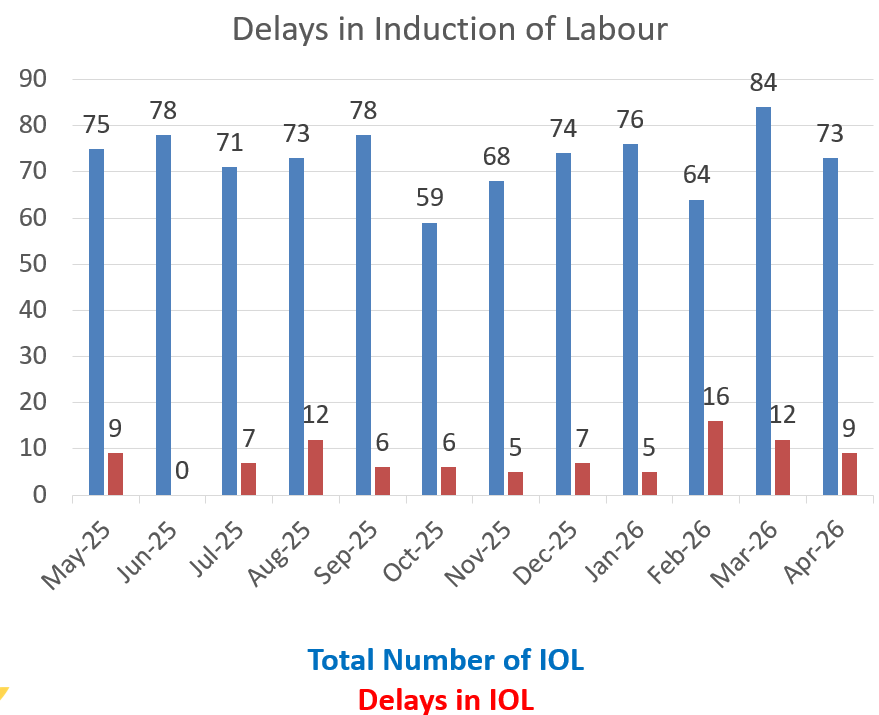 Delays in Induction of Labour
90
80
70
60
50
40
30
20
10
0
75
9
78
0
71
7
73
12
78
6
59
6
68
5
74
7
76
5
64
16
84
12
73
9
May-25
Jun-25
Jul-25
Aug-25
Sep-25
Oct-25
Nov-25
Dec-25
Jan-26
Feb-26
Mar-26
Apr-26
Total Number of IOL
Delays in IOL